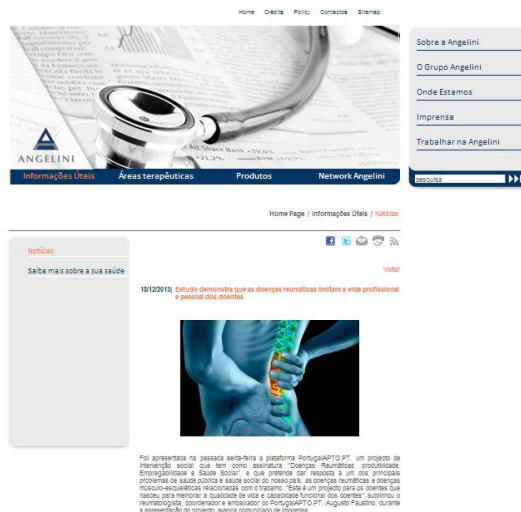 Home Credits Policy Contactos Sitemap
Sobre a Angelini
O Grupo Angelini
Onde Estamos
Imprensa
Trabalhar na Angelini
pesquisa
ANGELINI
Informações Úteis Áreas terapêuticas Produtos Network Angelini
Home Page / Informações Úteis / Notícias
Notícias
Saiba mais sobre a sua saúde
Voltar
15/12/2013| Estudo demonstra que as doenças reumáticas limitam a vida profissional
e pessoal dos doentes
Foi apresentada na passada sexta-feira a plataforma PortugalAPTO.PT, um projecto de
intervenção social que tem como assinatura "Doenças Reumáticas: produtividade,
Empregabilidade e Saúde Social", e que pretende dar resposta a um dos principais
problemas de saúde pública e saúde social do nosso país: as doenças reumáticas e doenças
músculo-esqueléticas relacionadas com o trabalho. "Este é um projecto para os doentes que
nasceu para melhorar a qualidade de vida e capacidade funcional dos doentes", sublinhou o
reumatologista, coordenador e embaixador do PortugalAPTO.PT, Augusto Faustino, durante
a apresentação do projecto, avança comunicado de imprensa.